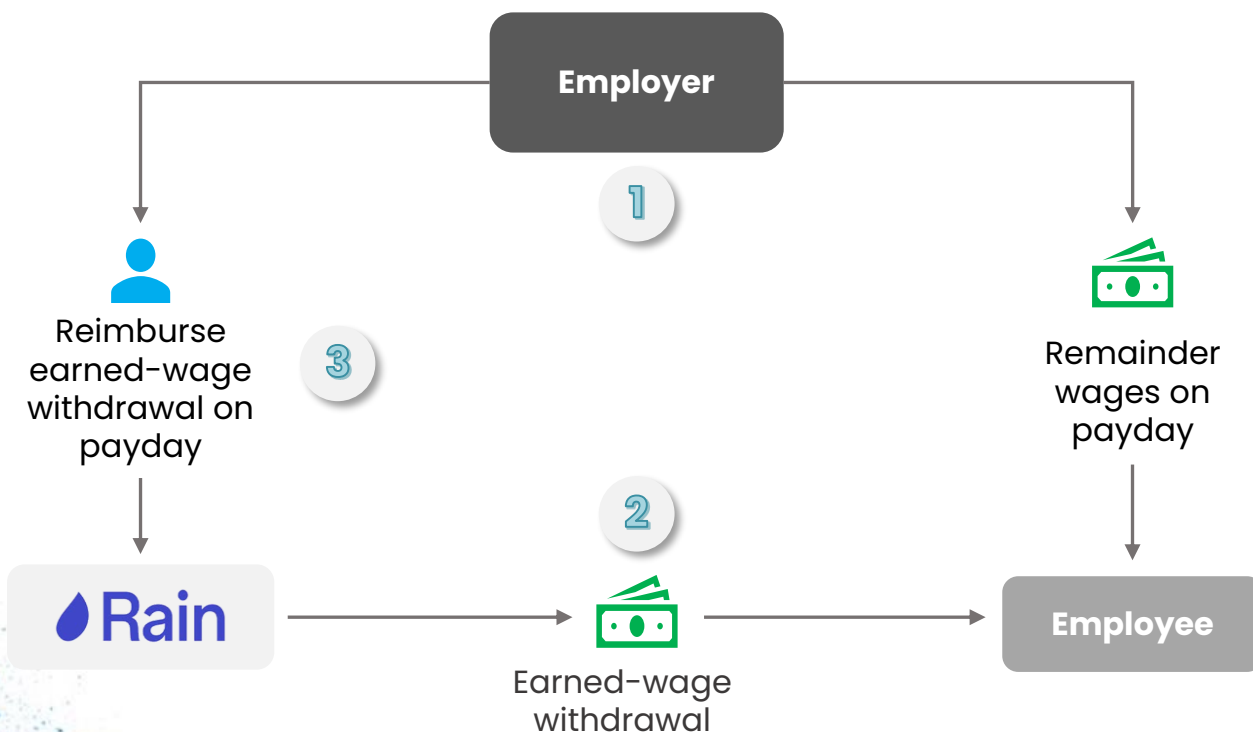 Employer
1
Reimburse
earned-wage
withdrawal on
payday
3
Remainder
wages on
payday
2
Rain
Employee
Earned-wage
withdrawal